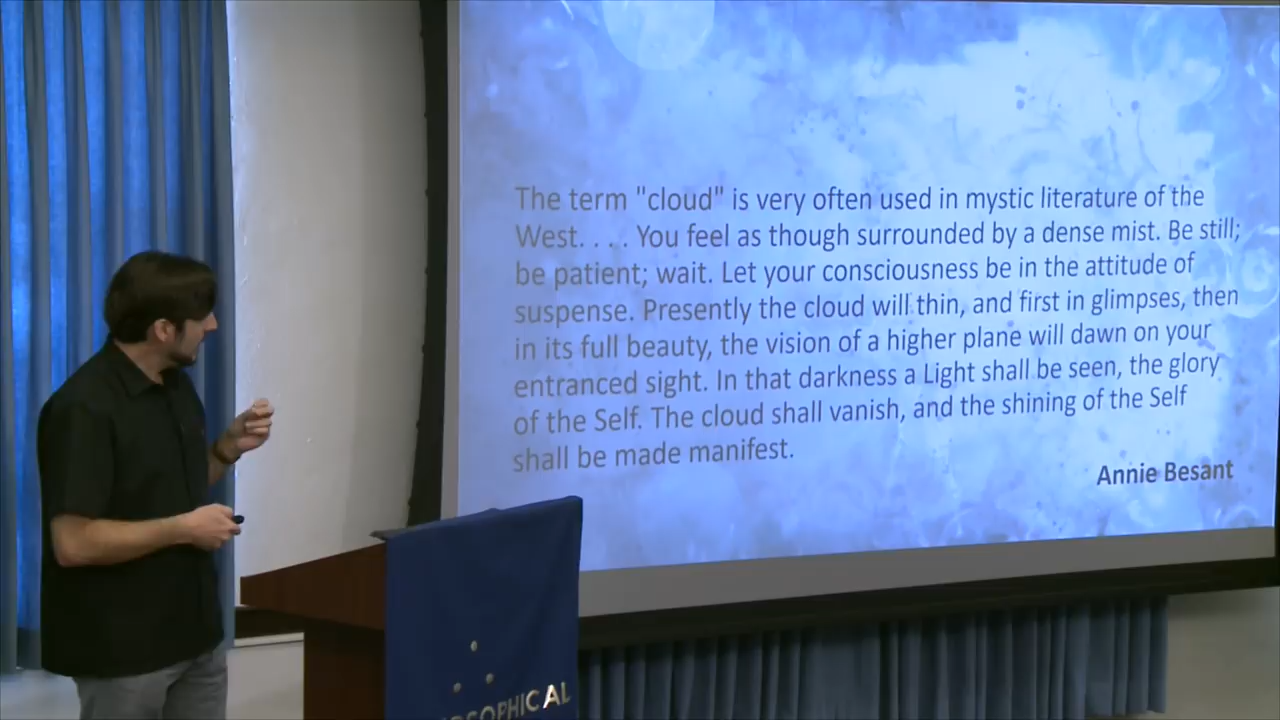 The term "cloud" is very often used in mystic literature of the
West. . . . You feel as though surrounded by a dense mist. Be still;
be patient; wait. Let your consciousness be in the attitude of
suspense. Presently the cloud will thin, and first in glimpses, then
in its full beauty, the vision of a higher plane will dawn on your
entranced sight. In that darkness a Light shall be seen, the glory
of the Self. The cloud shall vanish, and the shining of the Self
shall be made manifest.
Annie Besant